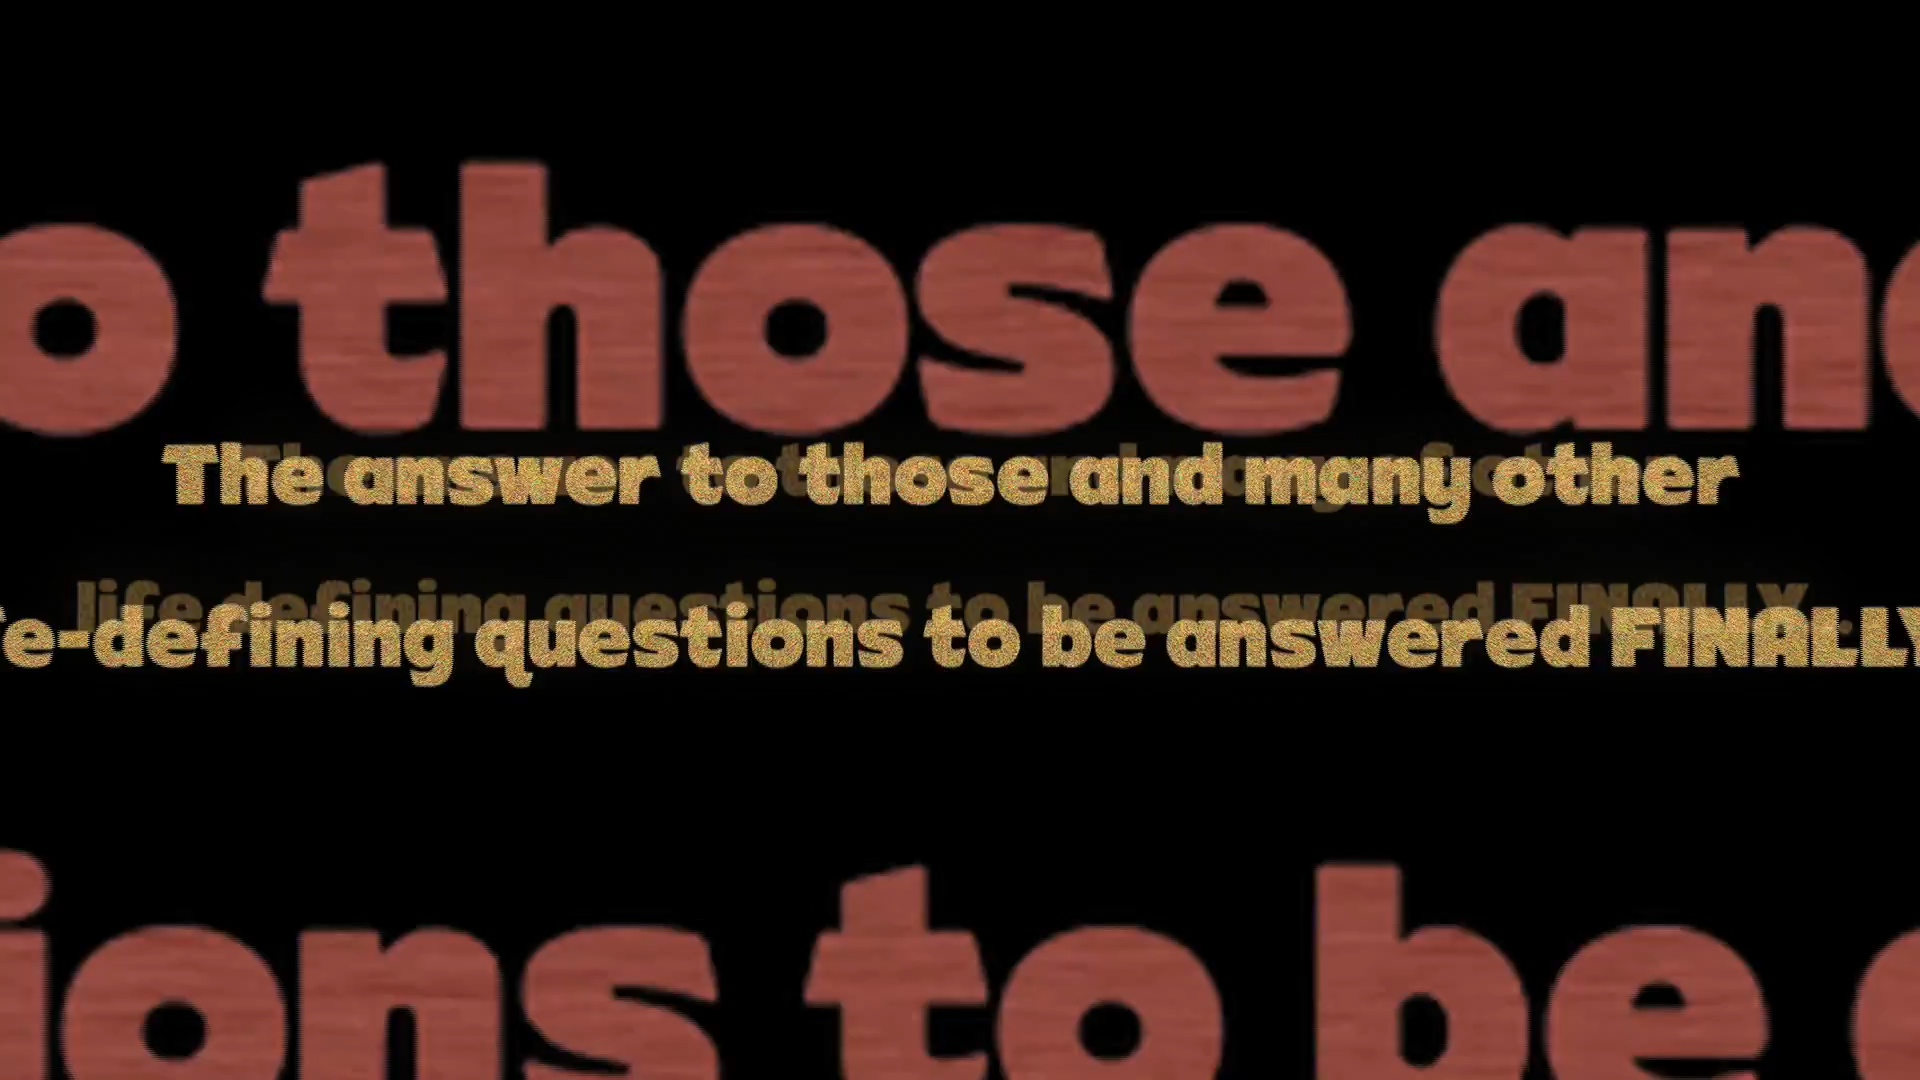 o those and
The answer to those and many other
fe-defining questions to be answered FINALLY
life defining questions to be answered FINALLY.
ions to be